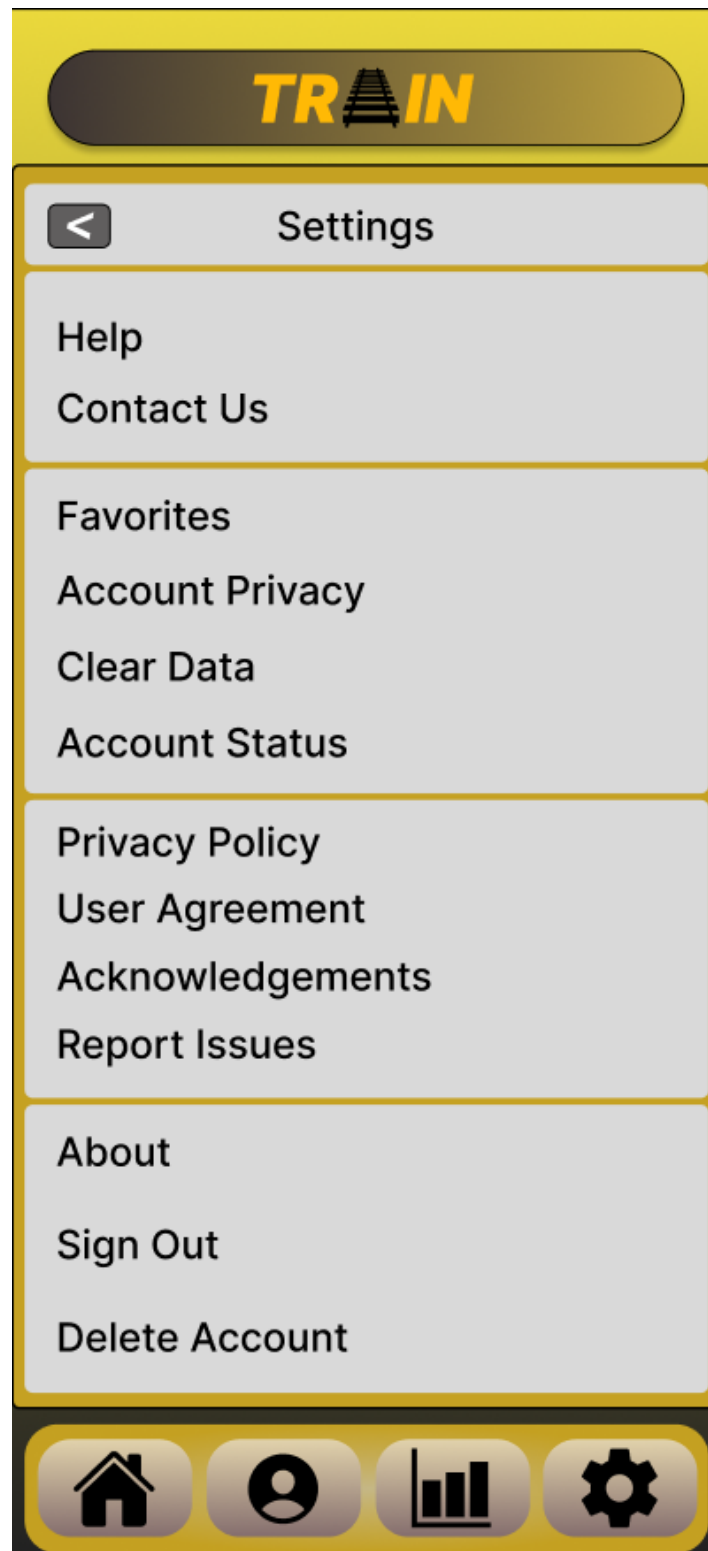 TRAIN
< Settings
Help
Contact Us
Favorites
Account Privacy
Clear Data
Account Status
Privacy Policy
User Agreement
Acknowledgements
Report Issues
About
Sign Out
Delete Account